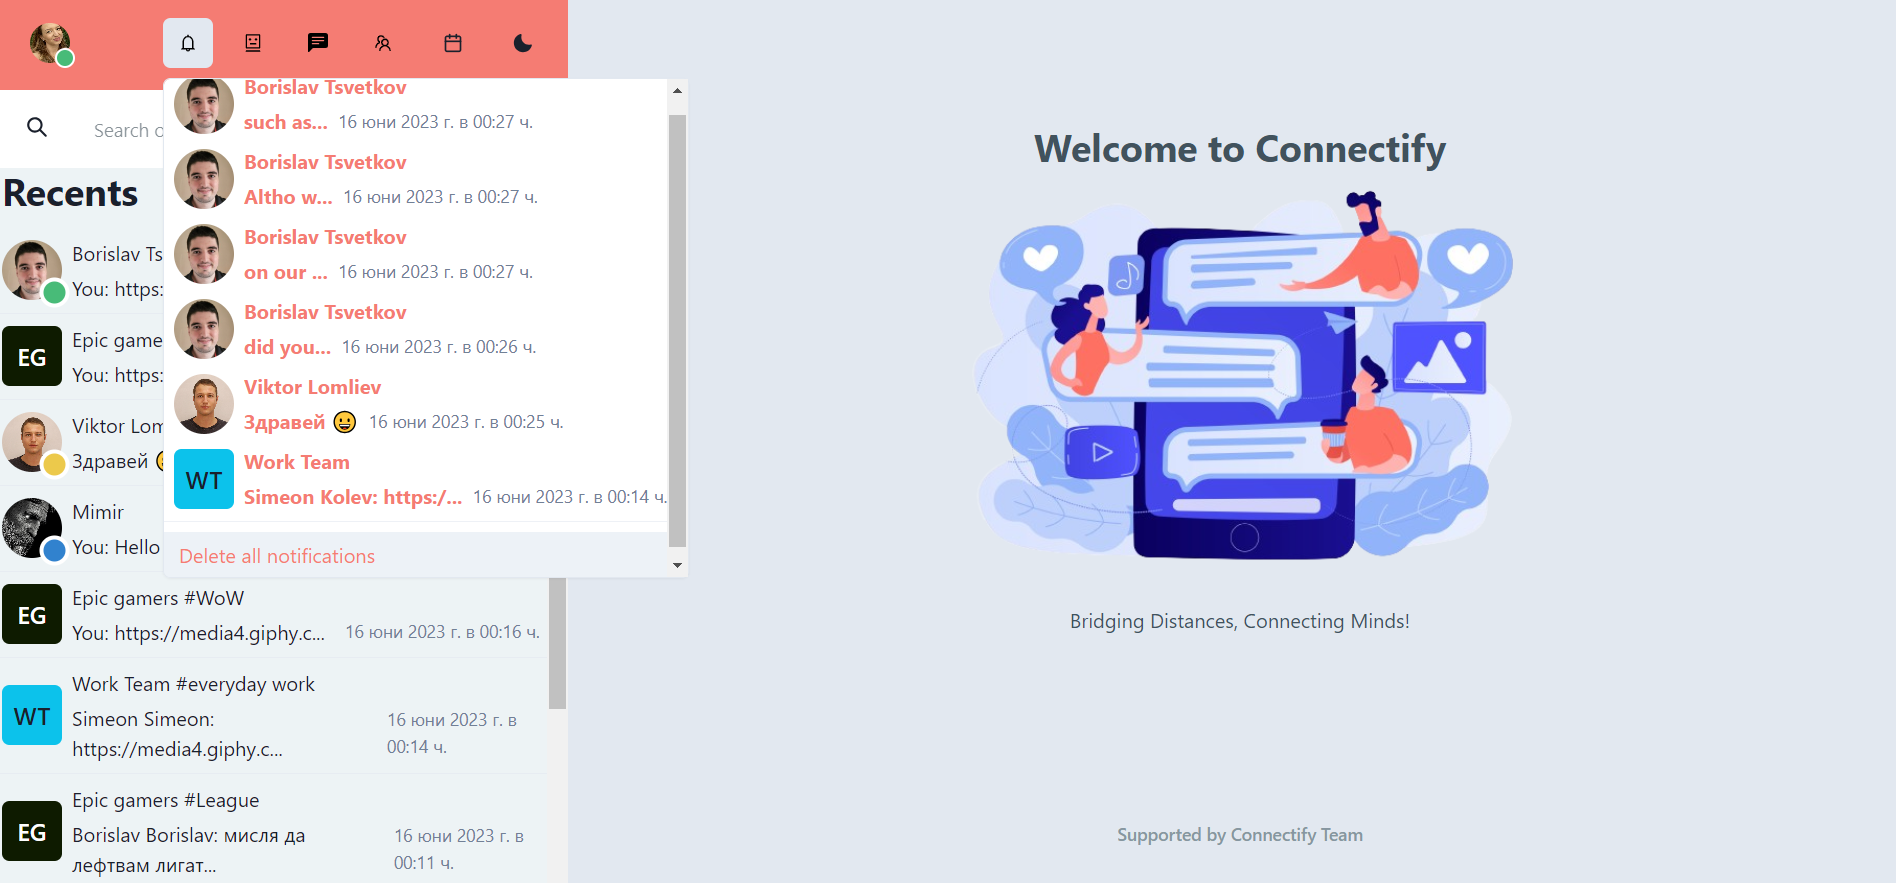 Search o
Recents
Borislav Tsvetkov
such as... 16 юни 2023 г. в 00:27 ч.
Borislav Tsvetkov
Altho w... 16 юни 2023 г. в 00:27 ч.
Borislav Tsvetkov
on our ... 16 юни 2023 г. в 00:27 ч.
Borislav Tsvetkov
did you... 16 юни 2023 г. в 00:26 ч.
Viktor Lomliev
Здравей 😀 16 юни 2023 г. в 00:25 ч.
WT
Work Team
Simeon Kolev: https:/... 16 юни 2023 г. в 00:14 ч.
Delete all notifications
Borislav Ts
You: https:
EG
Epic game
You: https:
Viktor Lom
Здравей
Mimir
You: Hello
EG
Epic gamers #WoW
You: https://media4.giphy.c... 16 юни 2023 г. в 00:16 ч.
WT
Work Team #everyday work
Simeon Simeon:
https://media4.giphy.c...
16 юни 2023 г. в
00:14 ч.
EG
Epic gamers #League
Borislav Borislav: мисля да
лефтвам лигат...
16 юни 2023 г. в
00:11 ч.
Welcome to Connectify
Bridging Distances, Connecting Minds!
Supported by Connectify Team